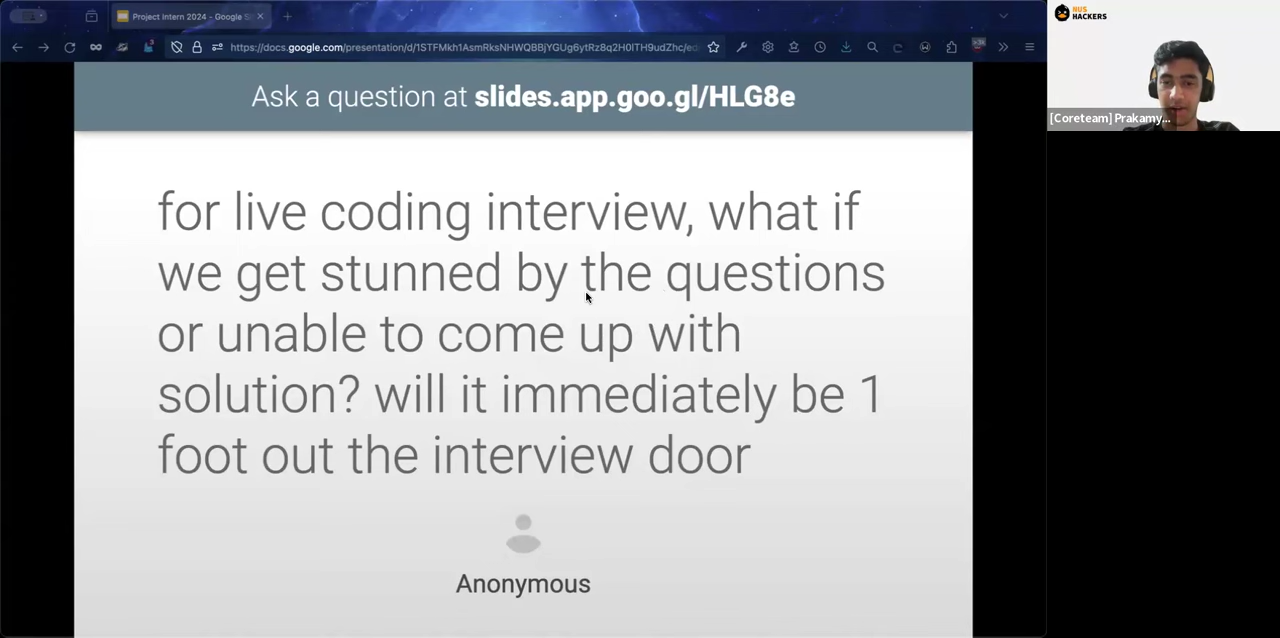 Project Intern 2024 - Google S
https://docs.google.com/presentation/d/1STFMkh1AsmRksNHWQBBjYGUg6ytRz8q2H0lTH9udZhc/ed
NUS
HACKERS
[Coreteam] Prakamy...
Ask a question at slides.app.goo.gl/HLG8e
for live coding interview, what if
we get stunned by the questions
or unable to come up with
solution? will it immediately be 1
foot out the interview door
Anonymous